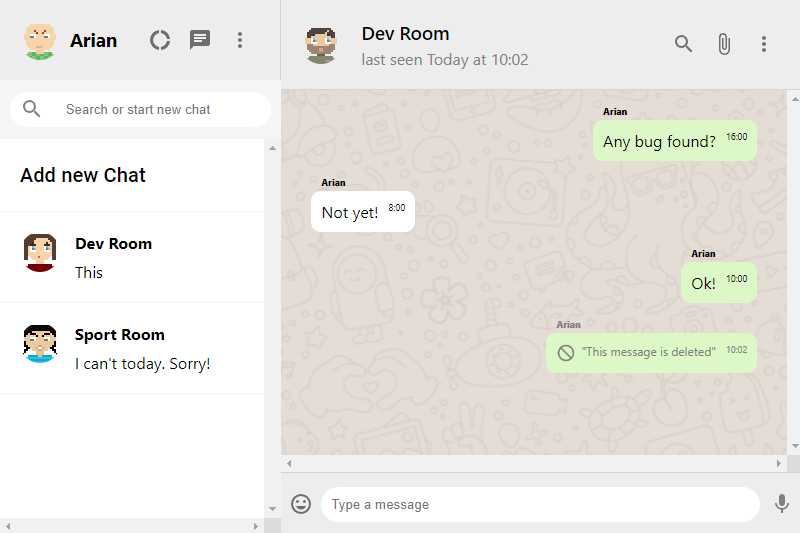 Arian
Search or start new chat
Add new Chat
Dev Room
This
Sport Room
I can't today. Sorry!
Dev Room
last seen Today at 10:02
Arian
Any bug found? 16:00
Arian
Not yet! 8:00
Arian
Ok! 10:00
Arian
"This message is deleted" 10:02
Type a message